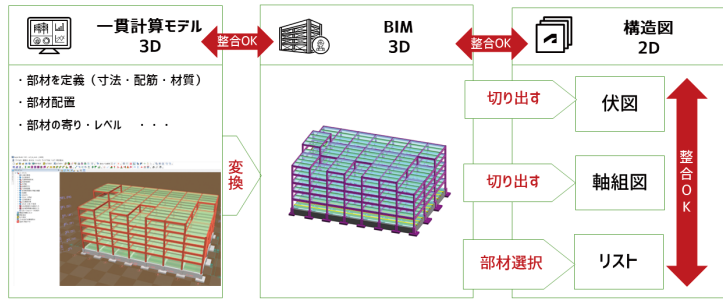 一貫計算モデル
3D
整合OK
BIM
3D
整合OK
構造図
2D
・部材を定義（寸法・配筋・材質）
・部材配置
・部材の寄り・レベル　・・・
変換
切り出す
伏図
切り出す
軸組図
部材選択
リスト
整合OK